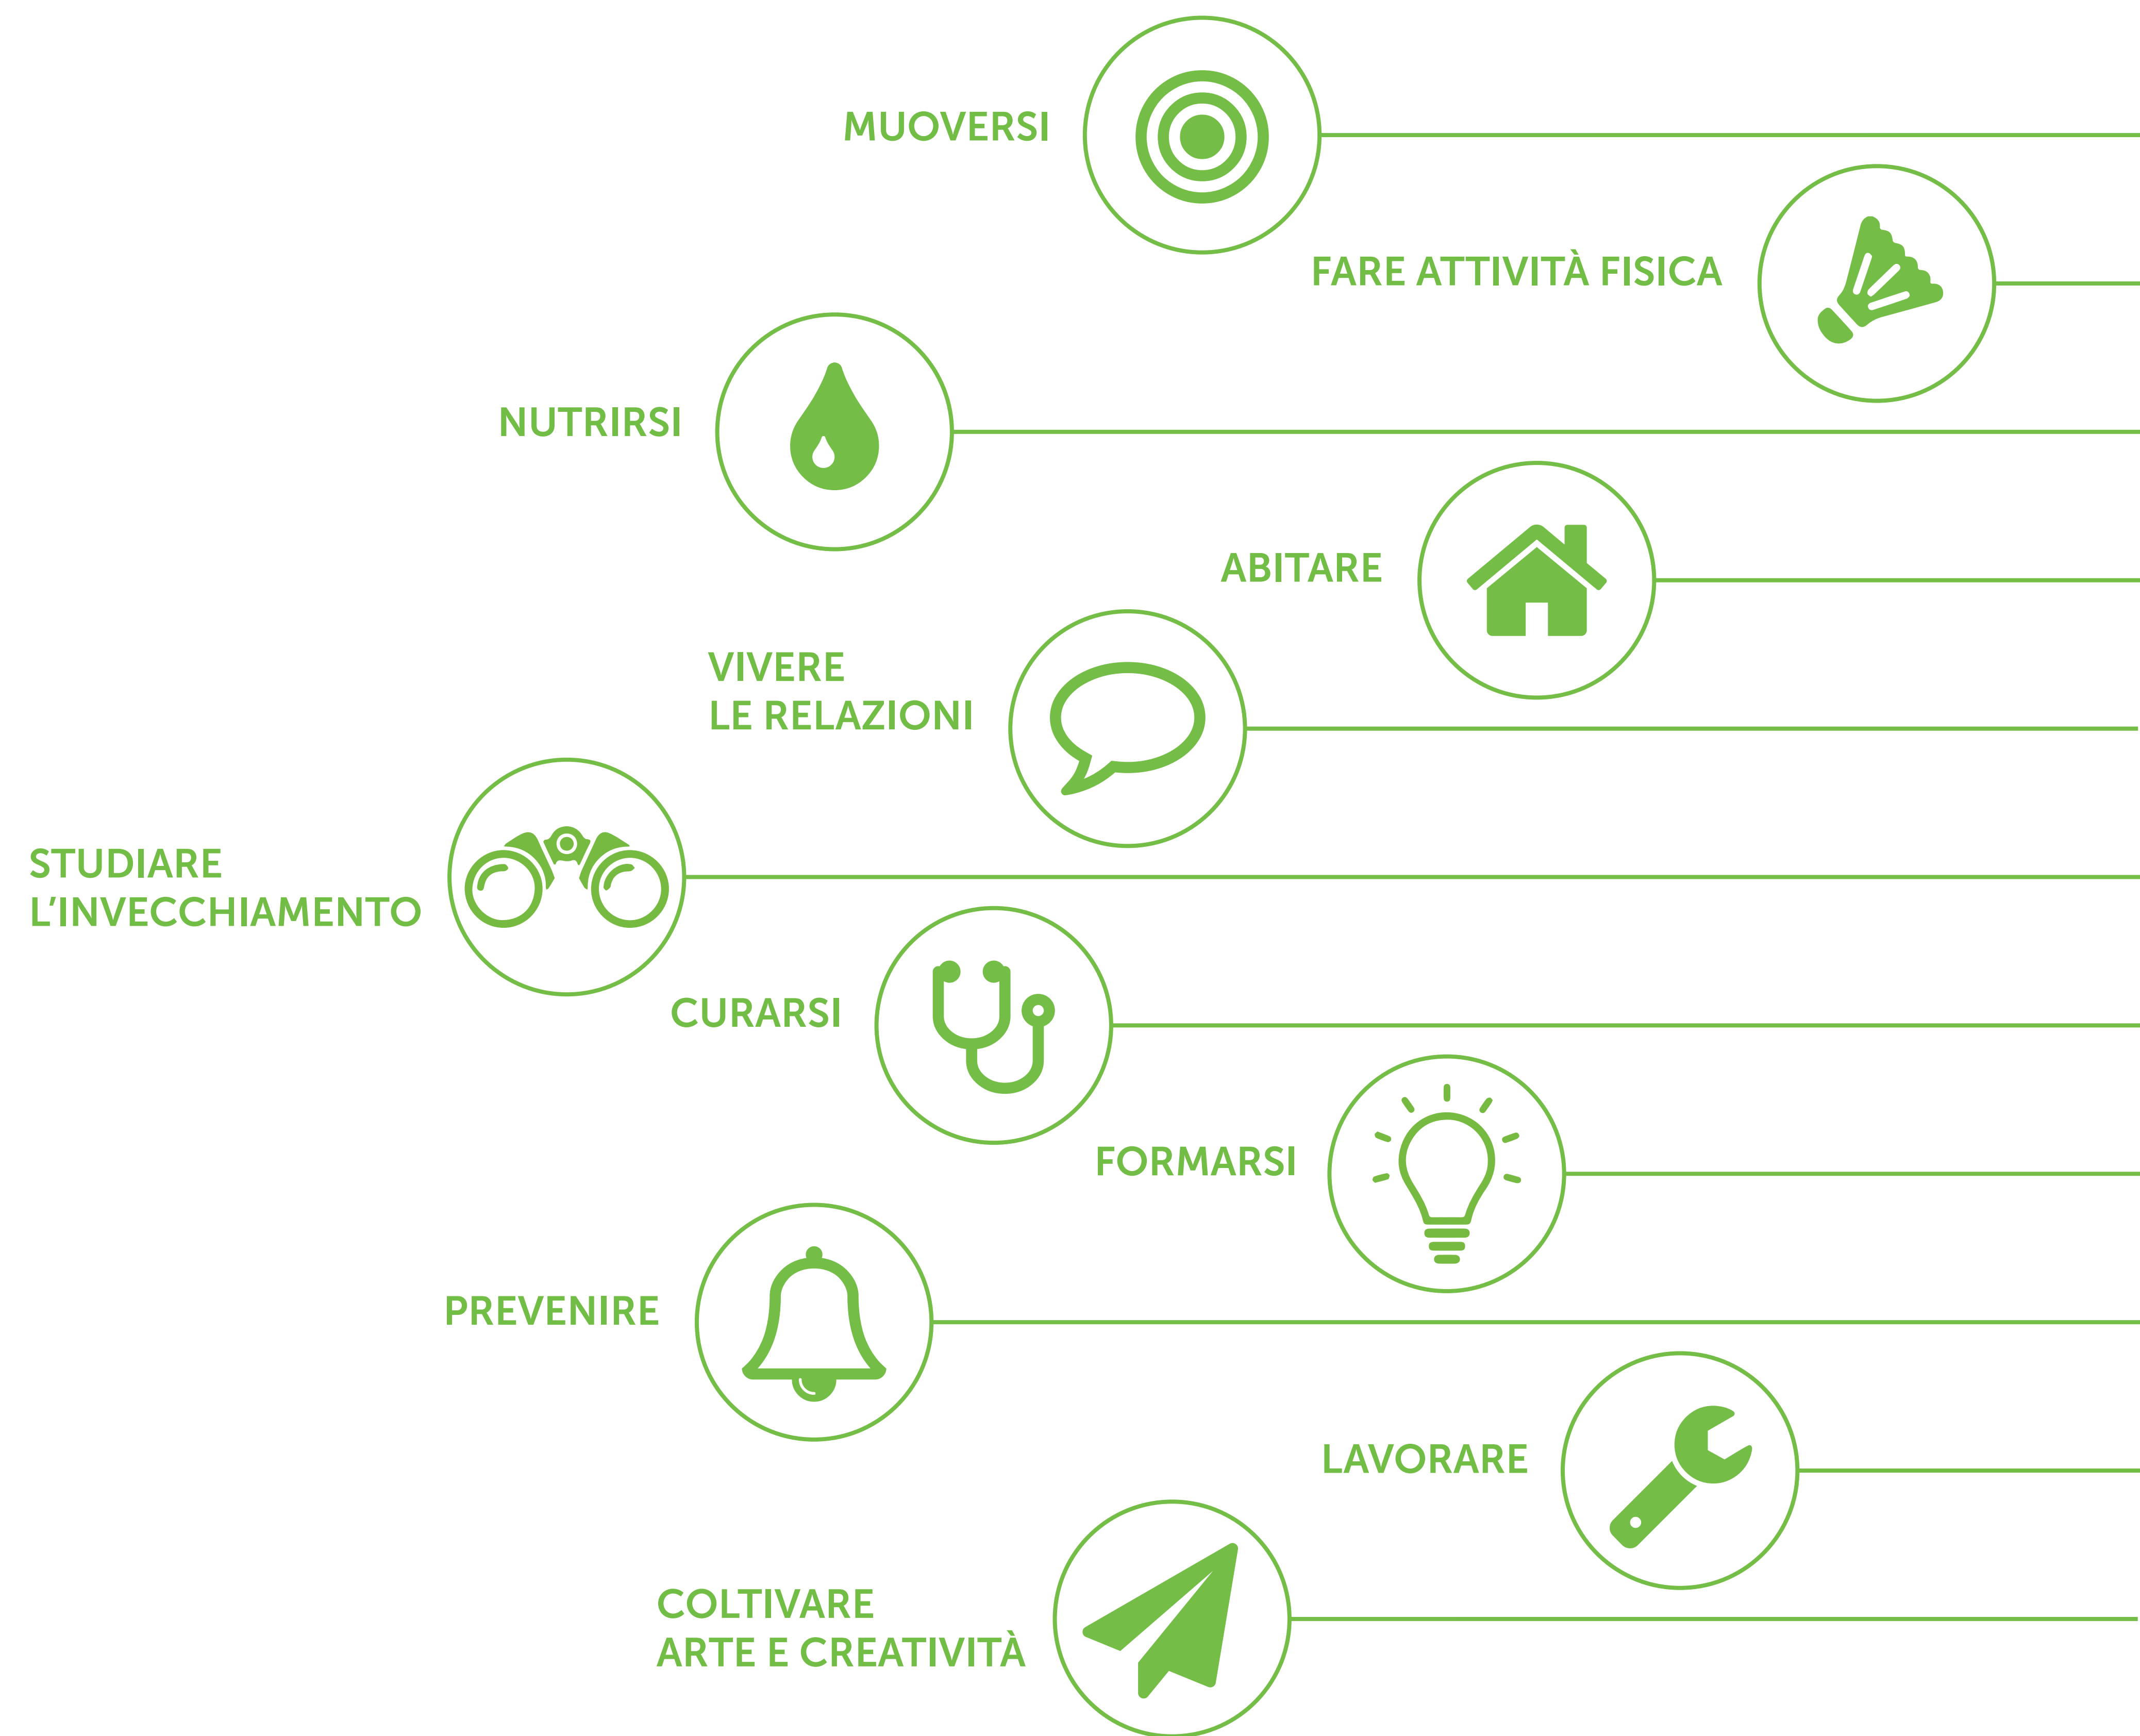 MUOVERSI
FARE ATTIVITÀ FISICA
NUTRIRSI
ABITARE
VIVERE
LE RELAZIONI
STUDIARE
L'INVECCHIAMENTO
CURARSI
FORMARSI
PREVENIRE
LAVORARE
COLTIVARE
ARTE E CREATIVITÀ